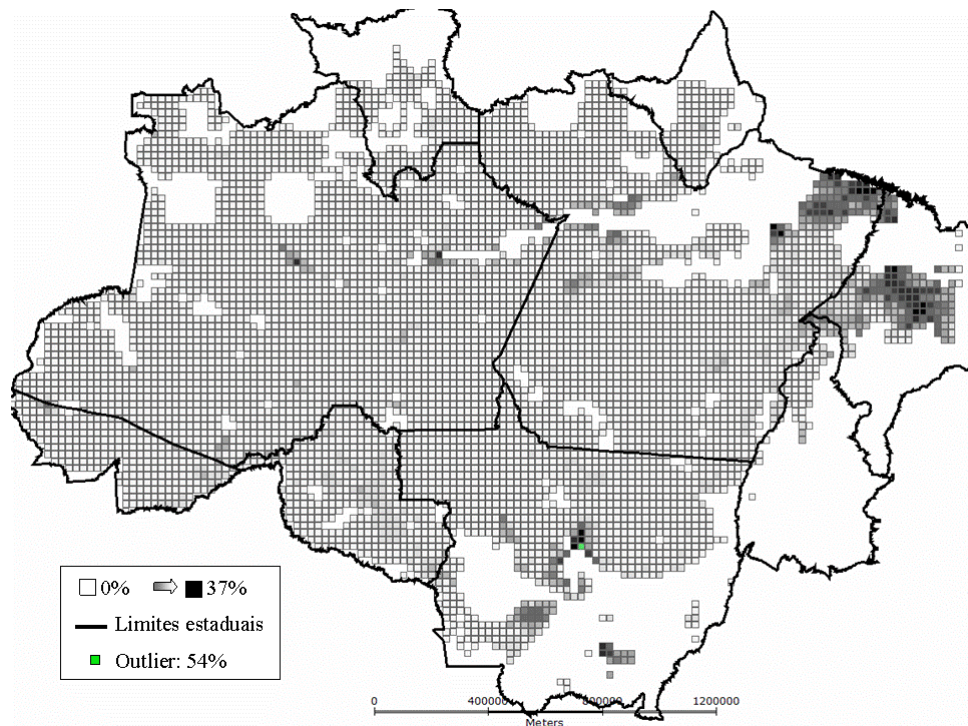 0% 37%
Limites estaduais
Outlier: 54%
0 400000 800000 1200000
Meters